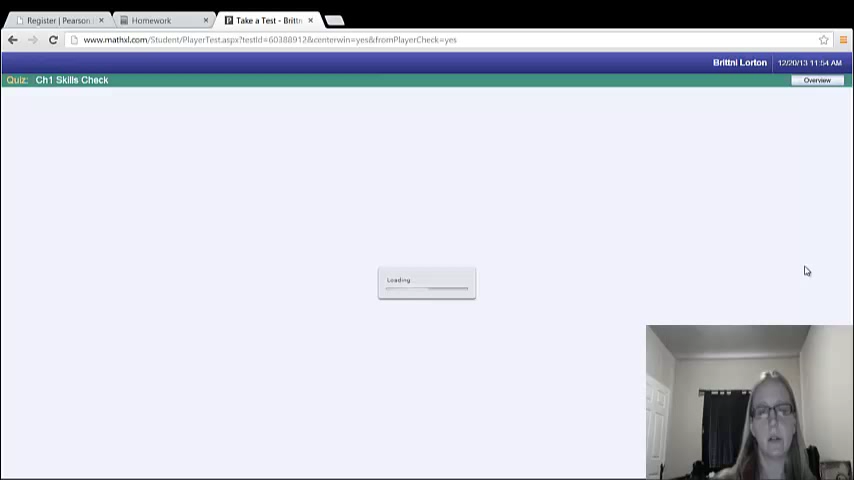 Register | Pearson
Homework
Take a Test - Brittn
www.mathxl.com/Student/PlayerTest.aspx?testId=60388912&centerwin=yes&fromPlayerCheck=yes
Brittni Lorton 12/20/13 11:54 AM
Quiz: Ch1 Skills Check
Overview
Loading